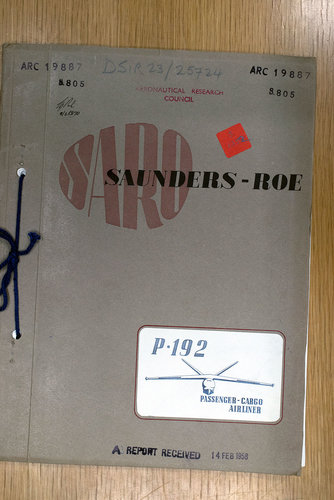 DSIR 23/25724
ARC 19887
ARC 19887
S.805
S.805
AERONAUTICAL RESEARCH
COUNCIL
SARO
SAUNDERS-ROE
P·192
PASSENGER-CARGO
AIRLINER
A REPORT RECEIVED 14 FEB 1958